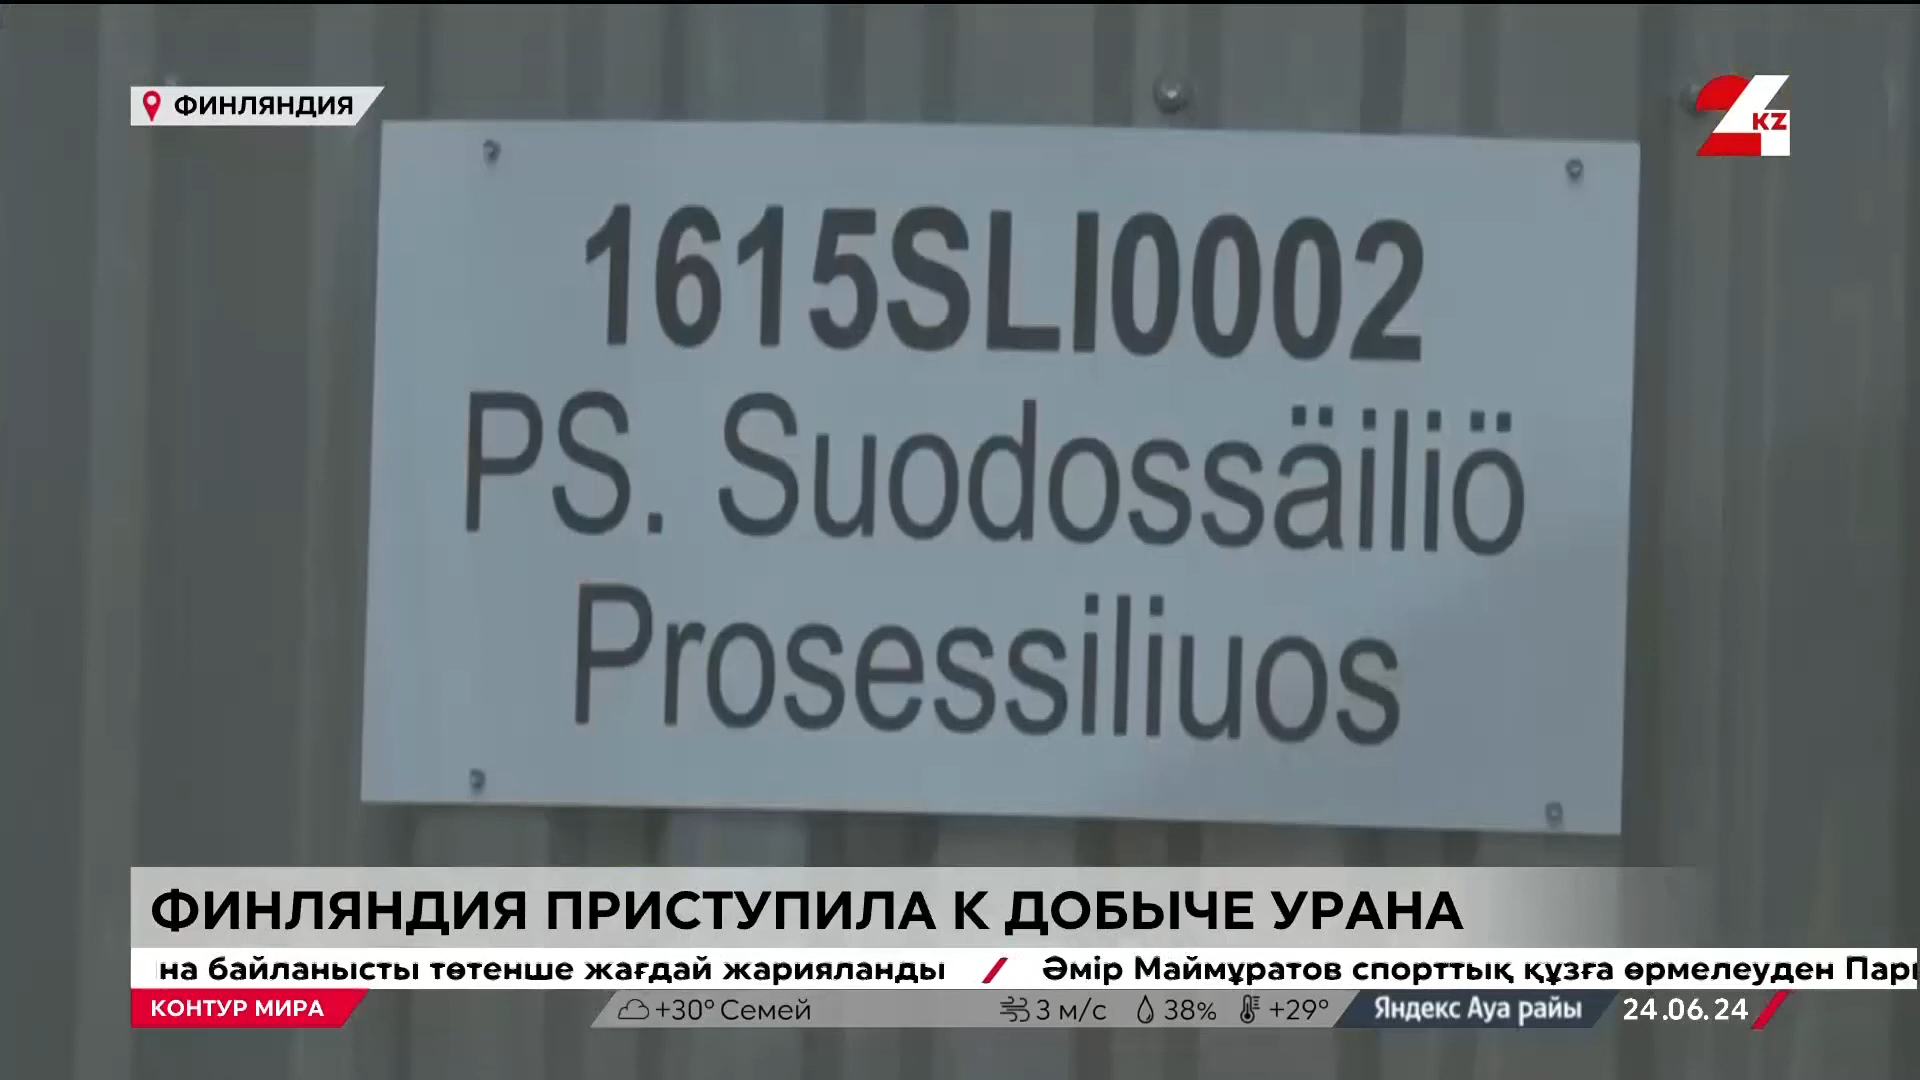 ФИНЛЯНДИЯ
24 KZ
1615SLI0002
PS. Suodossäiliö
Prosessiliuos
ФИНЛЯНДИЯ ПРИСТУПИЛА К ДОБЫЧЕ УРАНА
на байланысты төтенше жағдай жарияланды / Әмір Маймұратов спорттық құзға өрмелеуден
КОНТУР МИРА +30° Семей 3 м/с 38% +29° Яндекс Ауа райы 24.06.24